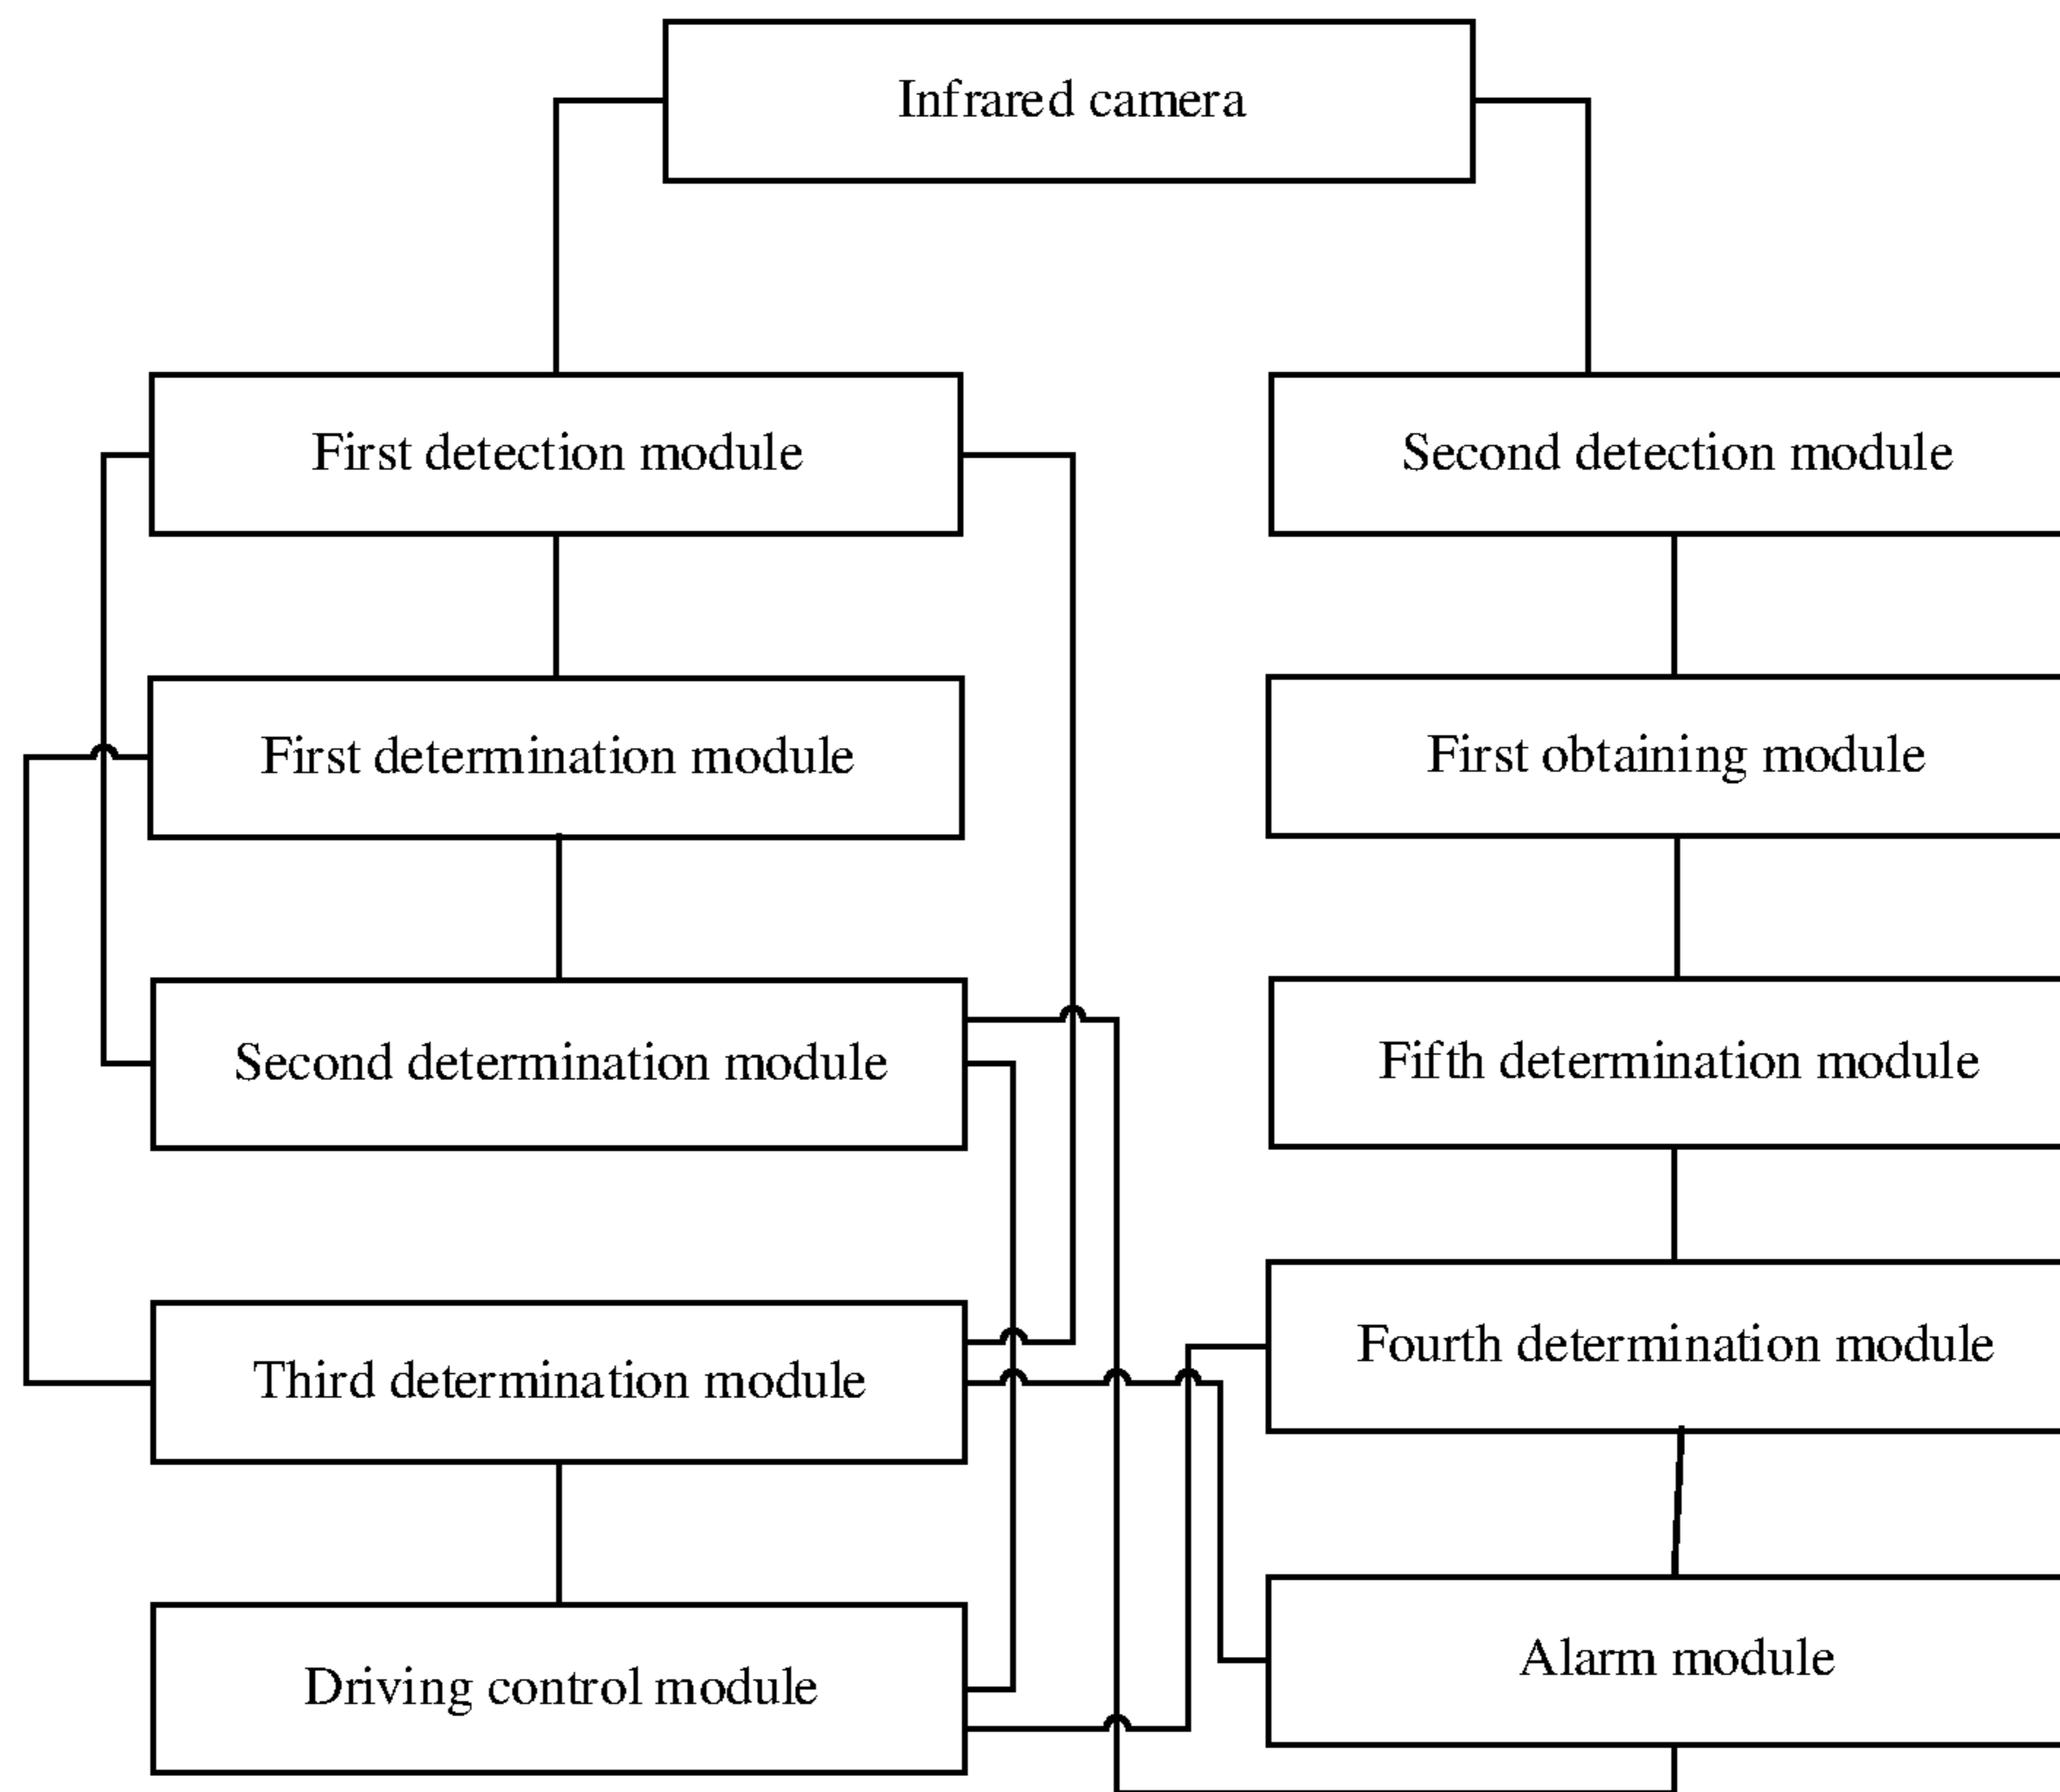 Infrared camera
First detection module
Second detection module
First determination module
First obtaining module
Second determination module
Fifth determination module
Third determination module
Fourth determination module
Driving control module
Alarm module